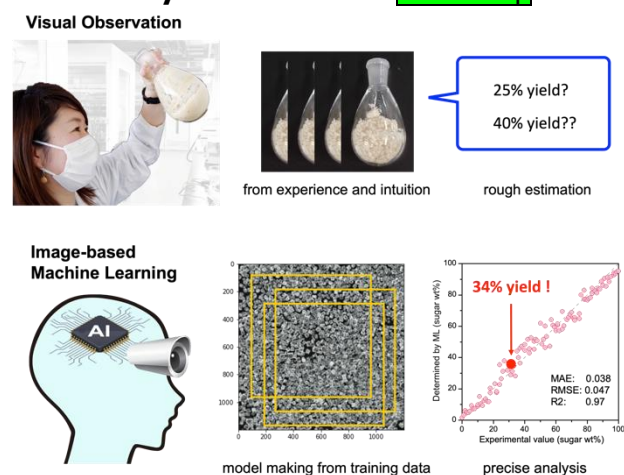 Visual Observation
25% yield?
40% yield??
from experience and intuition
rough estimation
Image-based
Machine Learning
AI
0
200
400
600
800
1000
1200
0 200 400 600 800 1000
model making from training data
Determined by ML (sugar wt%)
100
80
60
40
20
0
34% yield !
MAE: 0.038
RMSE: 0.047
R2: 0.97
0 20 40 60 80 100
Experimental value (sugar wt%)
precise analysis